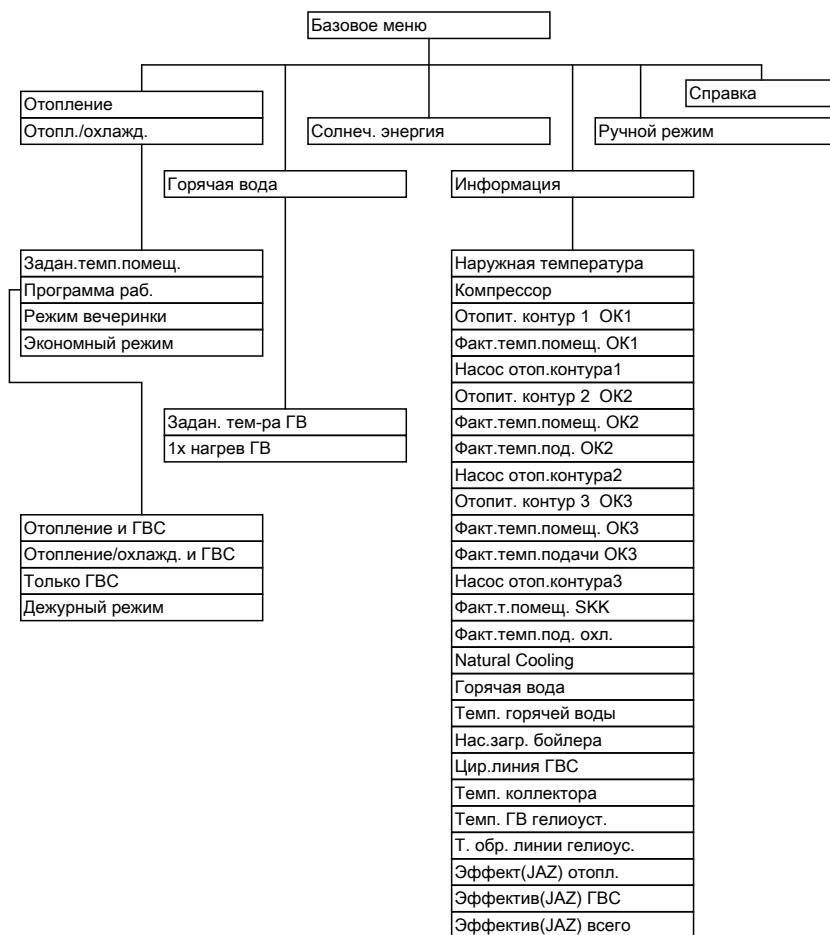 Базовое меню
Отопление
Отопл./охлажд.
Горячая вода
Солнеч. энергия
Информация
Ручной режим
Справка
Задан.темп.помещ.
Программа раб.
Режим вечеринки
Экономный режим
Отопление и ГВС
Отопление/охлажд. и ГВС
Только ГВС
Дежурный режим
Задан. тем-ра ГВ
1x нагрев ГВ
Наружная температура
Компрессор
Отопит. контур 1 ОК1
Факт.темп.помещ. ОК1
Насос отоп.контура1
Отопит. контур 2 ОК2
Факт.темп.помещ. ОК2
Факт.темп.под. ОК2
Насос отоп.контура2
Отопит. контур 3 ОК3
Факт.темп.помещ. ОК3
Факт.темп.подачи ОК3
Насос отоп.контура3
Факт.т.помещ. SKK
Факт.темп.под. охл.
Natural Cooling
Горячая вода
Темп. горячей воды
Нас.загр. бойлера
Цир.линия ГВС
Темп. коллектора
Темп. ГВ гелиоуст.
Т. обр. линии гелиоус.
Эффект(JAZ) отопл.
Эффектив(JAZ) ГВС
Эффектив(JAZ) всего